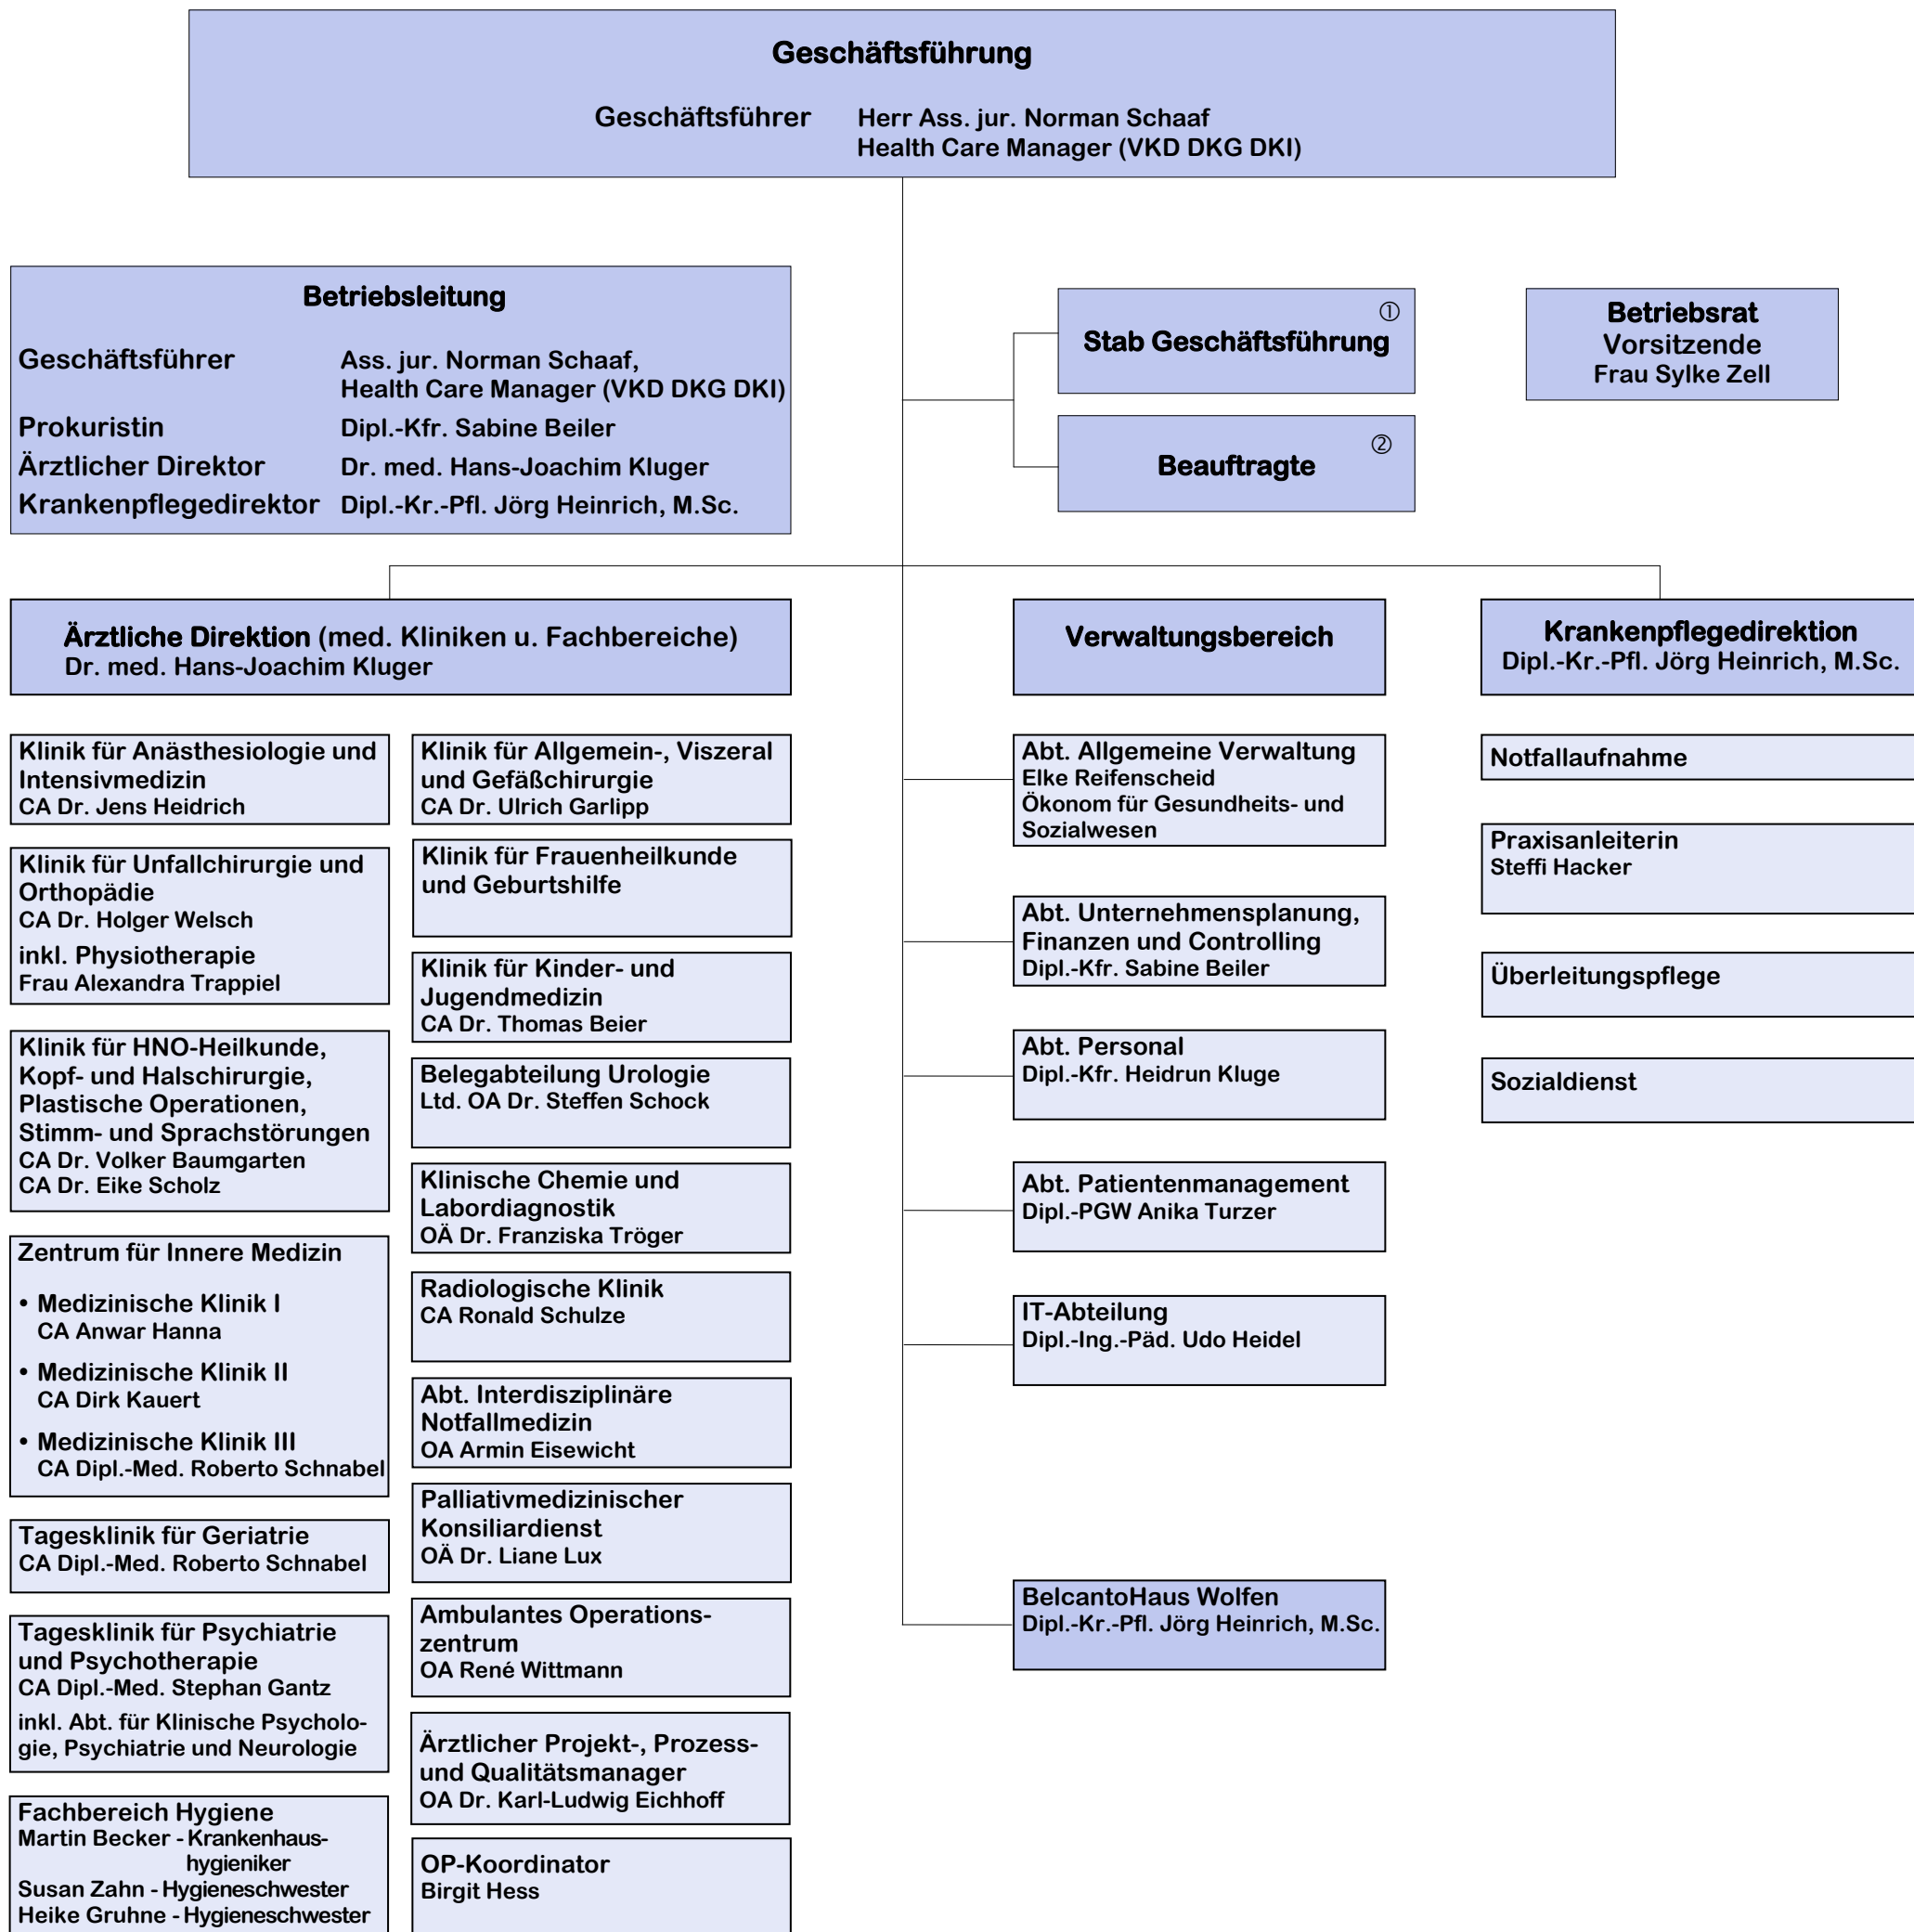 Geschäftsführung
Geschäftsführer Herr Ass. jur. Norman Schaaf
Health Care Manager (VKD DKG DKI)
Betriebsleitung
Geschäftsführer Ass. jur. Norman Schaaf,
Health Care Manager (VKD DKG DKI)
Prokuristin Dipl.-Kfr. Sabine Beiler
Ärztlicher Direktor Dr. med. Hans-Joachim Kluger
Krankenpflegedirektor Dipl.-Kr.-Pfl. Jörg Heinrich, M.Sc.
①
Stab Geschäftsführung
②
Beauftragte
Betriebsrat
Vorsitzende
Frau Sylke Zell
Ärztliche Direktion (med. Kliniken u. Fachbereiche)
Dr. med. Hans-Joachim Kluger
Klinik für Anästhesiologie und
Intensivmedizin
CA Dr. Jens Heidrich
Klinik für Unfallchirurgie und
Orthopädie
CA Dr. Holger Welsch
inkl. Physiotherapie
Frau Alexandra Trappiel
Klinik für HNO-Heilkunde,
Kopf- und Halschirurgie,
Plastische Operationen,
Stimm- und Sprachstörungen
CA Dr. Volker Baumgarten
CA Dr. Eike Scholz
Zentrum für Innere Medizin
• Medizinische Klinik I
CA Anwar Hanna
• Medizinische Klinik II
CA Dirk Kauert
• Medizinische Klinik III
CA Dipl.-Med. Roberto Schnabel
Tagesklinik für Geriatrie
CA Dipl.-Med. Roberto Schnabel
Tagesklinik für Psychiatrie
und Psychotherapie
CA Dipl.-Med. Stephan Gantz
inkl. Abt. für Klinische Psycholo-
gie, Psychiatrie und Neurologie
Fachbereich Hygiene
Martin Becker - Krankenhaus-
hygieniker
Susan Zahn - Hygieneschwester
Heike Gruhne - Hygieneschwester
Klinik für Allgemein-, Viszeral
und Gefäßchirurgie
CA Dr. Ulrich Garlipp
Klinik für Frauenheilkunde
und Geburtshilfe
Klinik für Kinder- und
Jugendmedizin
CA Dr. Thomas Beier
Belegabteilung Urologie
Ltd. OA Dr. Steffen Schock
Klinische Chemie und
Labordiagnostik
OÄ Dr. Franziska Tröger
Radiologische Klinik
CA Ronald Schulze
Abt. Interdisziplinäre
Notfallmedizin
OA Armin Eisewicht
Palliativmedizinischer
Konsiliardienst
OÄ Dr. Liane Lux
Ambulantes Operations-
zentrum
OA René Wittmann
Ärztlicher Projekt-, Prozess-
und Qualitätsmanager
OA Dr. Karl-Ludwig Eichhoff
OP-Koordinator
Birgit Hess
Verwaltungsbereich
Abt. Allgemeine Verwaltung
Elke Reifenscheid
Ökonom für Gesundheits- und
Sozialwesen
Abt. Unternehmensplanung,
Finanzen und Controlling
Dipl.-Kfr. Sabine Beiler
Abt. Personal
Dipl.-Kfr. Heidrun Kluge
Abt. Patientenmanagement
Dipl.-PGW Anika Turzer
IT-Abteilung
Dipl.-Ing.-Päd. Udo Heidel
BelcantoHaus Wolfen
Dipl.-Kr.-Pfl. Jörg Heinrich, M.Sc.
Krankenpflegedirektion
Dipl.-Kr.-Pfl. Jörg Heinrich, M.Sc.
Notfallaufnahme
Praxisanleiterin
Steffi Hacker
Überleitungspflege
Sozialdienst